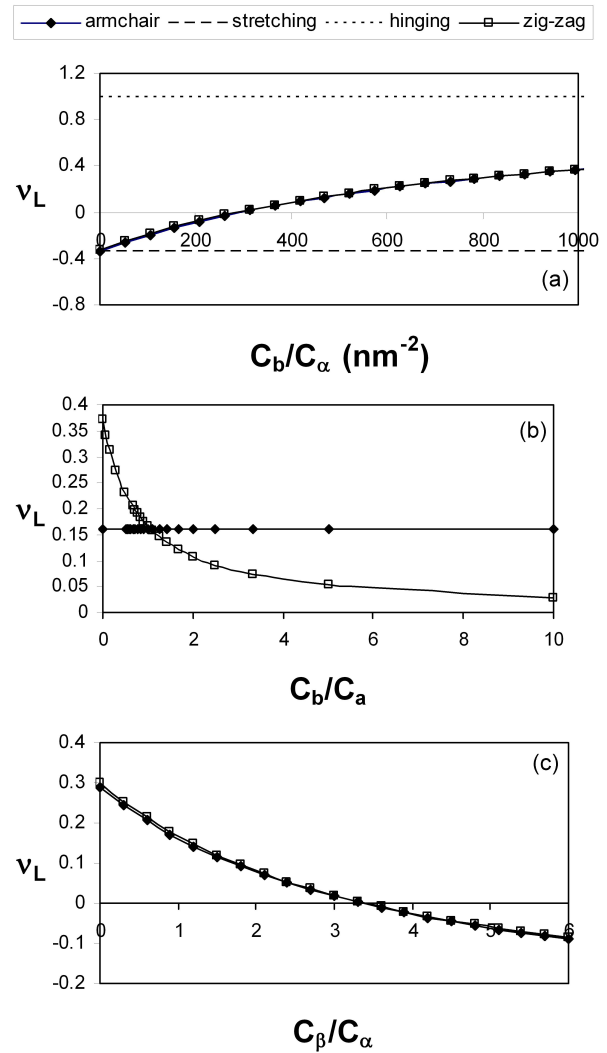 armchair stretching hinging zig-zag
1.2
0.8
0.4
0
-0.4
-0.8
νL
0 200 400 600 800 1000
(a)
Cb/Cα (nm-2)
0.4
0.35
0.3
0.25
0.2
0.15
0.1
0.05
0
νL
(b)
0 2 4 6 8 10
Cb/Ca
0.4
0.3
0.2
0.1
0
-0.1
-0.2
νL
(c)
0 1 2 3 4 5 6
Cβ/Cα